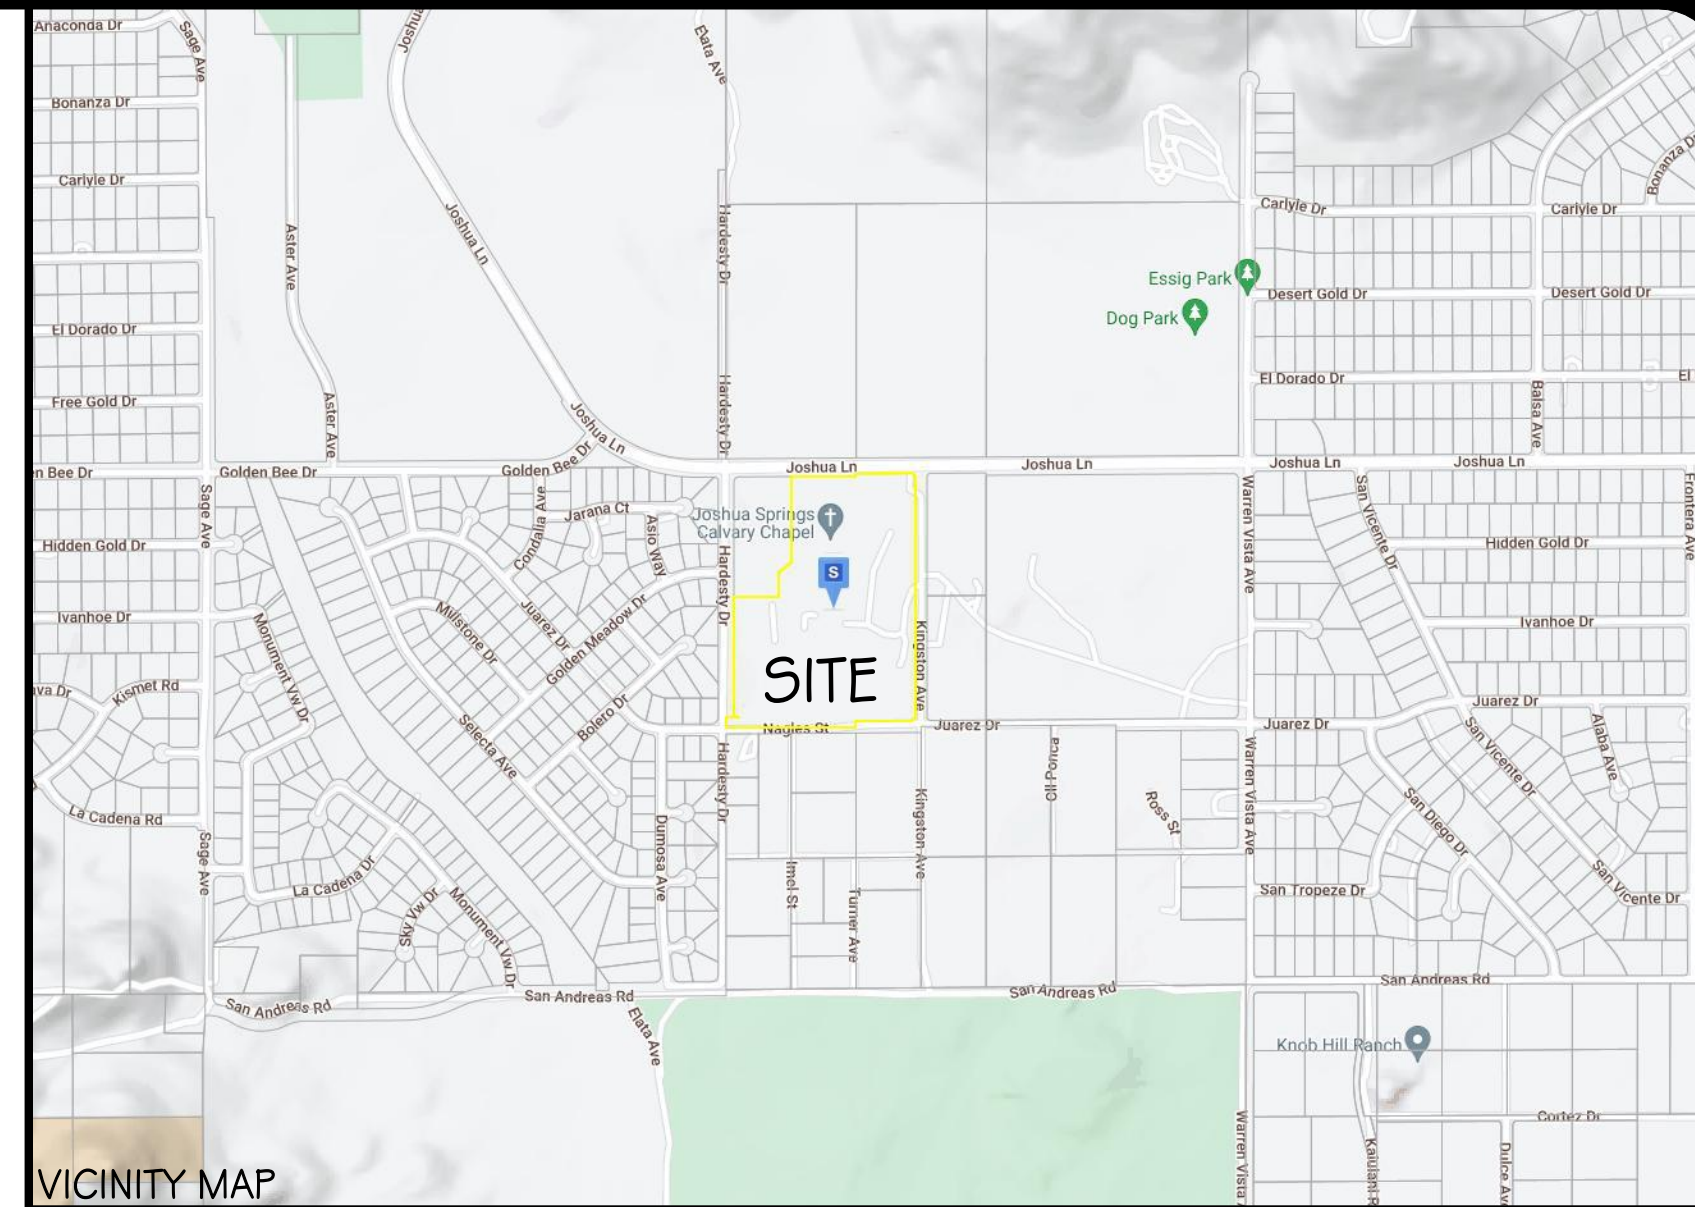 Anaconda Dr
Sage Ave
Joshua
Elata Ave
Bonanza Dr
Bonanza D
Carlyle Dr
Carlyle Dr
Carlyle Dr
Joshua Ln
Hardesty Dr
Aster Ave
Essig Park
Desert Gold Dr
Desert Gold Dr
Dog Park
El Dorado Dr
El Dorado Dr
El
Free Gold Dr
Aster Ave
Joshua Ln
Hardesty Dr
Balsa Ave
n Bee Dr
Golden Bee Dr
Golden Bee Dr
Joshua Ln
Joshua Ln
Joshua Ln
Joshua Ln
Sage Ave
Condalia Ave
Jarana Ct
Asio Way
Joshua Springs
Calvary Chapel
Warren Vista Ave
San Vicente Dr
Frontera Ave
Hidden Gold Dr
Hidden Gold Dr
S
Hardesty Dr
Ivanhoe Dr
Ivanhoe Dr
Monument Vw Dr
Millstone Dr
Juarez Dr
Golden Meadow Dr
Kingston Ave
SITE
va Dr
Kismet Rd
Bolero Dr
Selecta Ave
Nagles St
Juarez Dr
Juarez Dr
Juarez Dr
San Vicente Dr
Alaba Ave
Hardesty Dr
Cll Ponce
Warren Vista Ave
Kingston Ave
Ross St
San Diego Dr
La Cadena Rd
Sage Ave
Dumosa Ave
La Cadena Dr
Sky Vw Dr
Monument Vw Dr
Imel St
Turner Ave
San Tropeze Dr
San Vicente Dr
San Andreas Rd
San Andreas Rd
San Andreas Rd
San Andreas Rd
Elata Ave
Knob Hill Ranch
Cortez Dr
Warren Vista
Kaiulani R
Dulce Av
VICINITY MAP